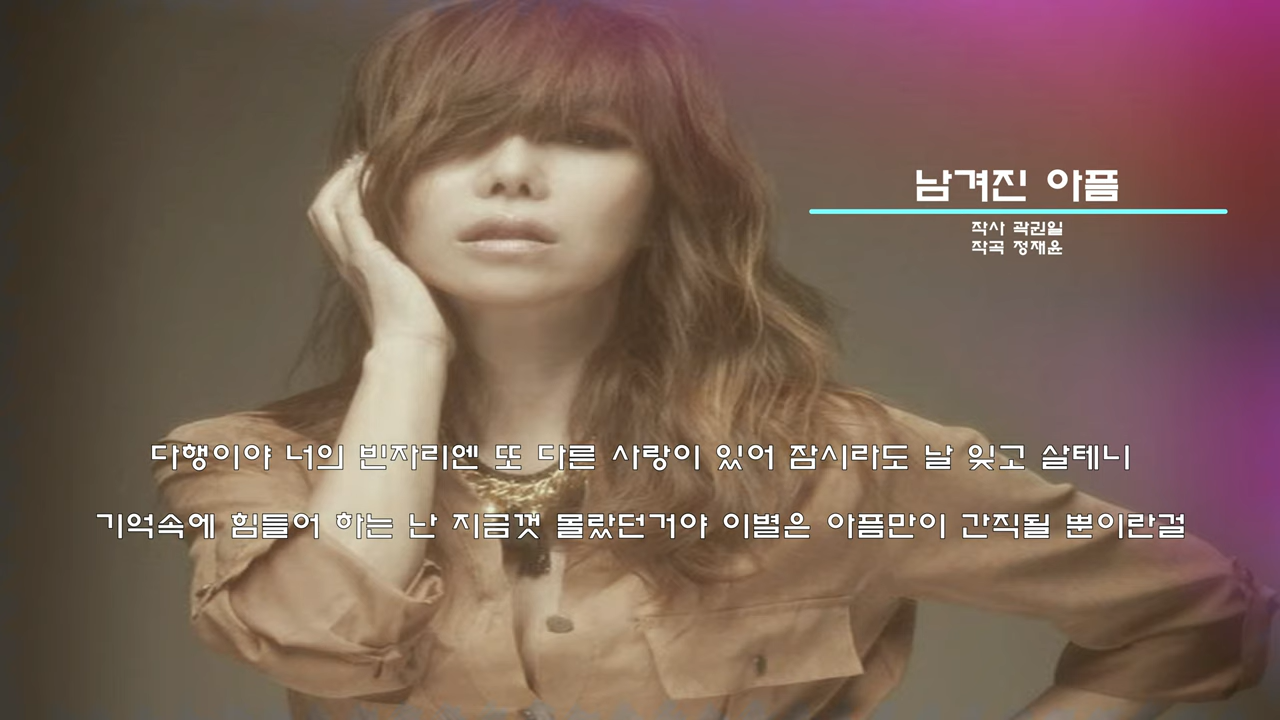 남겨진 아픔
작사 곽린일
작곡 정재윤
다행이야 너의 빈자리엔 또 다른 사랑이 있어 잠시라도 날 잊고 살테니
기억속에 힘들어 하는 난 지금껏 몰랐던거야 이별은 아픔만이 간직될 뿐이란걸